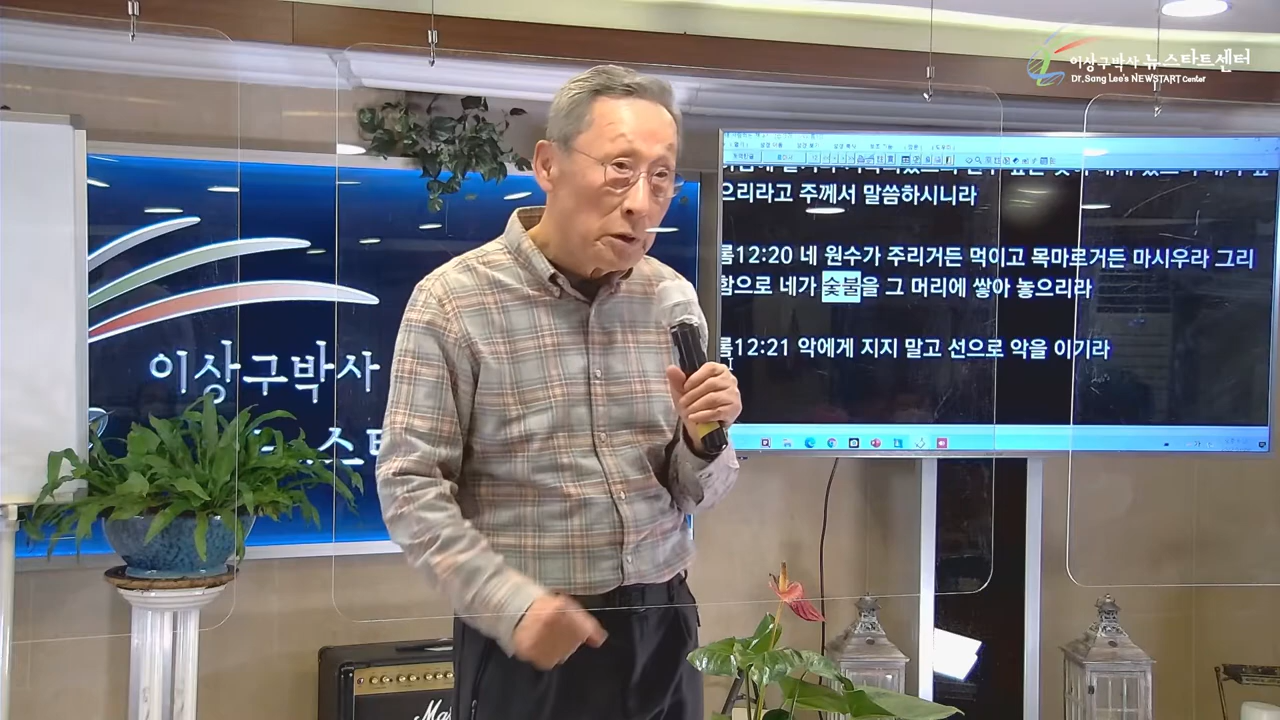 이상구박사 뉴스타트센터
Dr. Sang Lee's NEWSTART Center
으리라고 주께서 말씀하시니라
롬12:20 네 원수가 주리거든 먹이고 목마르거든 마시우라 그리
함으로 네가 숯불을 그 머리에 쌓아 놓으리라
롬12:21 악에게 지지 말고 선으로 악을 이기라
이상구박사
스타